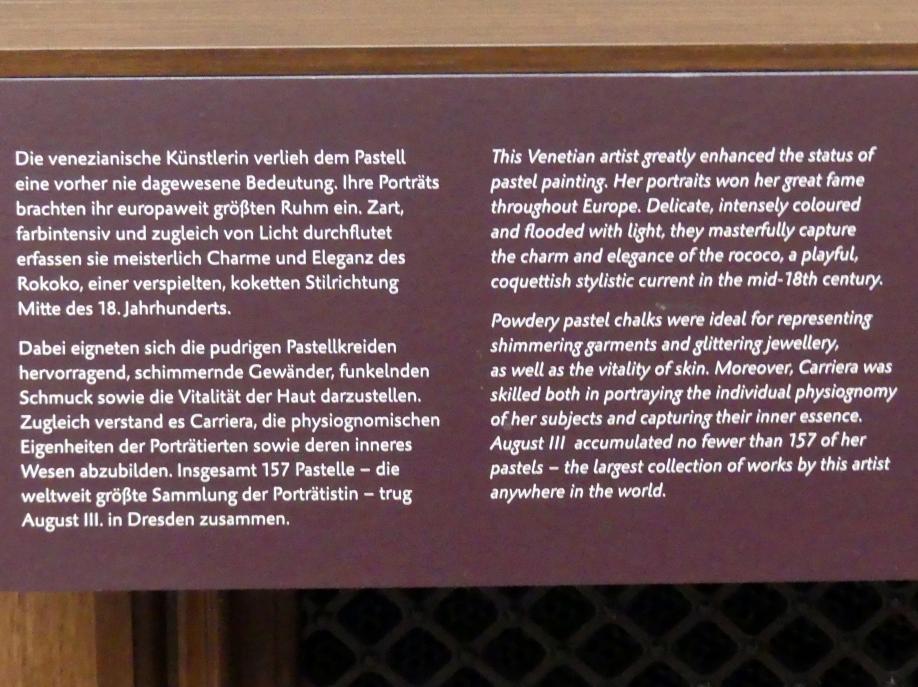 Die venezianische Künstlerin verlieh dem Pastell
eine vorher nie dagewesene Bedeutung. Ihre Porträts
brachten ihr europaweit größten Ruhm ein. Zart,
farbintensiv und zugleich von Licht durchflutet
erfassen sie meisterlich Charme und Eleganz des
Rokoko, einer verspielten, koketten Stilrichtung
Mitte des 18. Jahrhunderts.
Dabei eigneten sich die pudrigen Pastellkreiden
hervorragend, schimmernde Gewänder, funkelnden
Schmuck sowie die Vitalität der Haut darzustellen.
Zugleich verstand es Carriera, die physiognomischen
Eigenheiten der Porträtierten sowie deren inneres
Wesen abzubilden. Insgesamt 157 Pastelle – die
weltweit größte Sammlung der Porträtistin – trug
August III. in Dresden zusammen.
This Venetian artist greatly enhanced the status of
pastel painting. Her portraits won her great fame
throughout Europe. Delicate, intensely coloured
and flooded with light, they masterfully capture
the charm and elegance of the rococo, a playful,
coquettish stylistic current in the mid-18th century.
Powdery pastel chalks were ideal for representing
shimmering garments and glittering jewellery,
as well as the vitality of skin. Moreover, Carriera was
skilled both in portraying the individual physiognomy
of her subjects and capturing their inner essence.
August III accumulated no fewer than 157 of her
pastels – the largest collection of works by this artist
anywhere in the world.